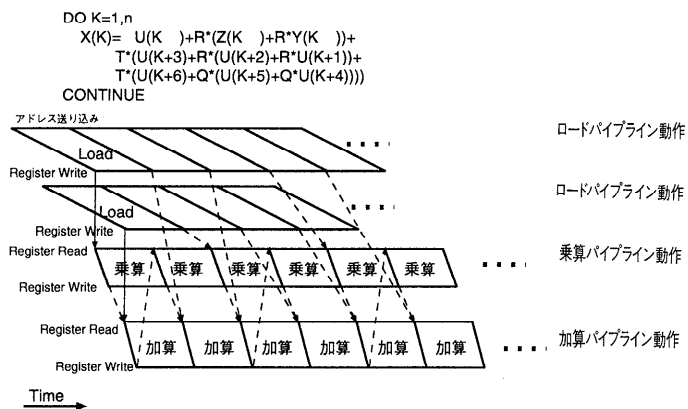 DO K=1,n
X(K)= U(K )+R*(Z(K )+R*Y(K ))+
T*(U(K+3)+R*(U(K+2)+R*U(K+1))+
T*(U(K+6)+Q*(U(K+5)+Q*U(K+4))))
CONTINUE
アドレス送り込み
Load
ロードパイプライン動作
Register Write
Load
ロードパイプライン動作
Register Write
Register Read
乗算 乗算 乗算 乗算 乗算 乗算
乗算パイプライン動作
Register Write
Register Read
加算 加算 加算 加算 加算 加算
加算パイプライン動作
Register Write
Time